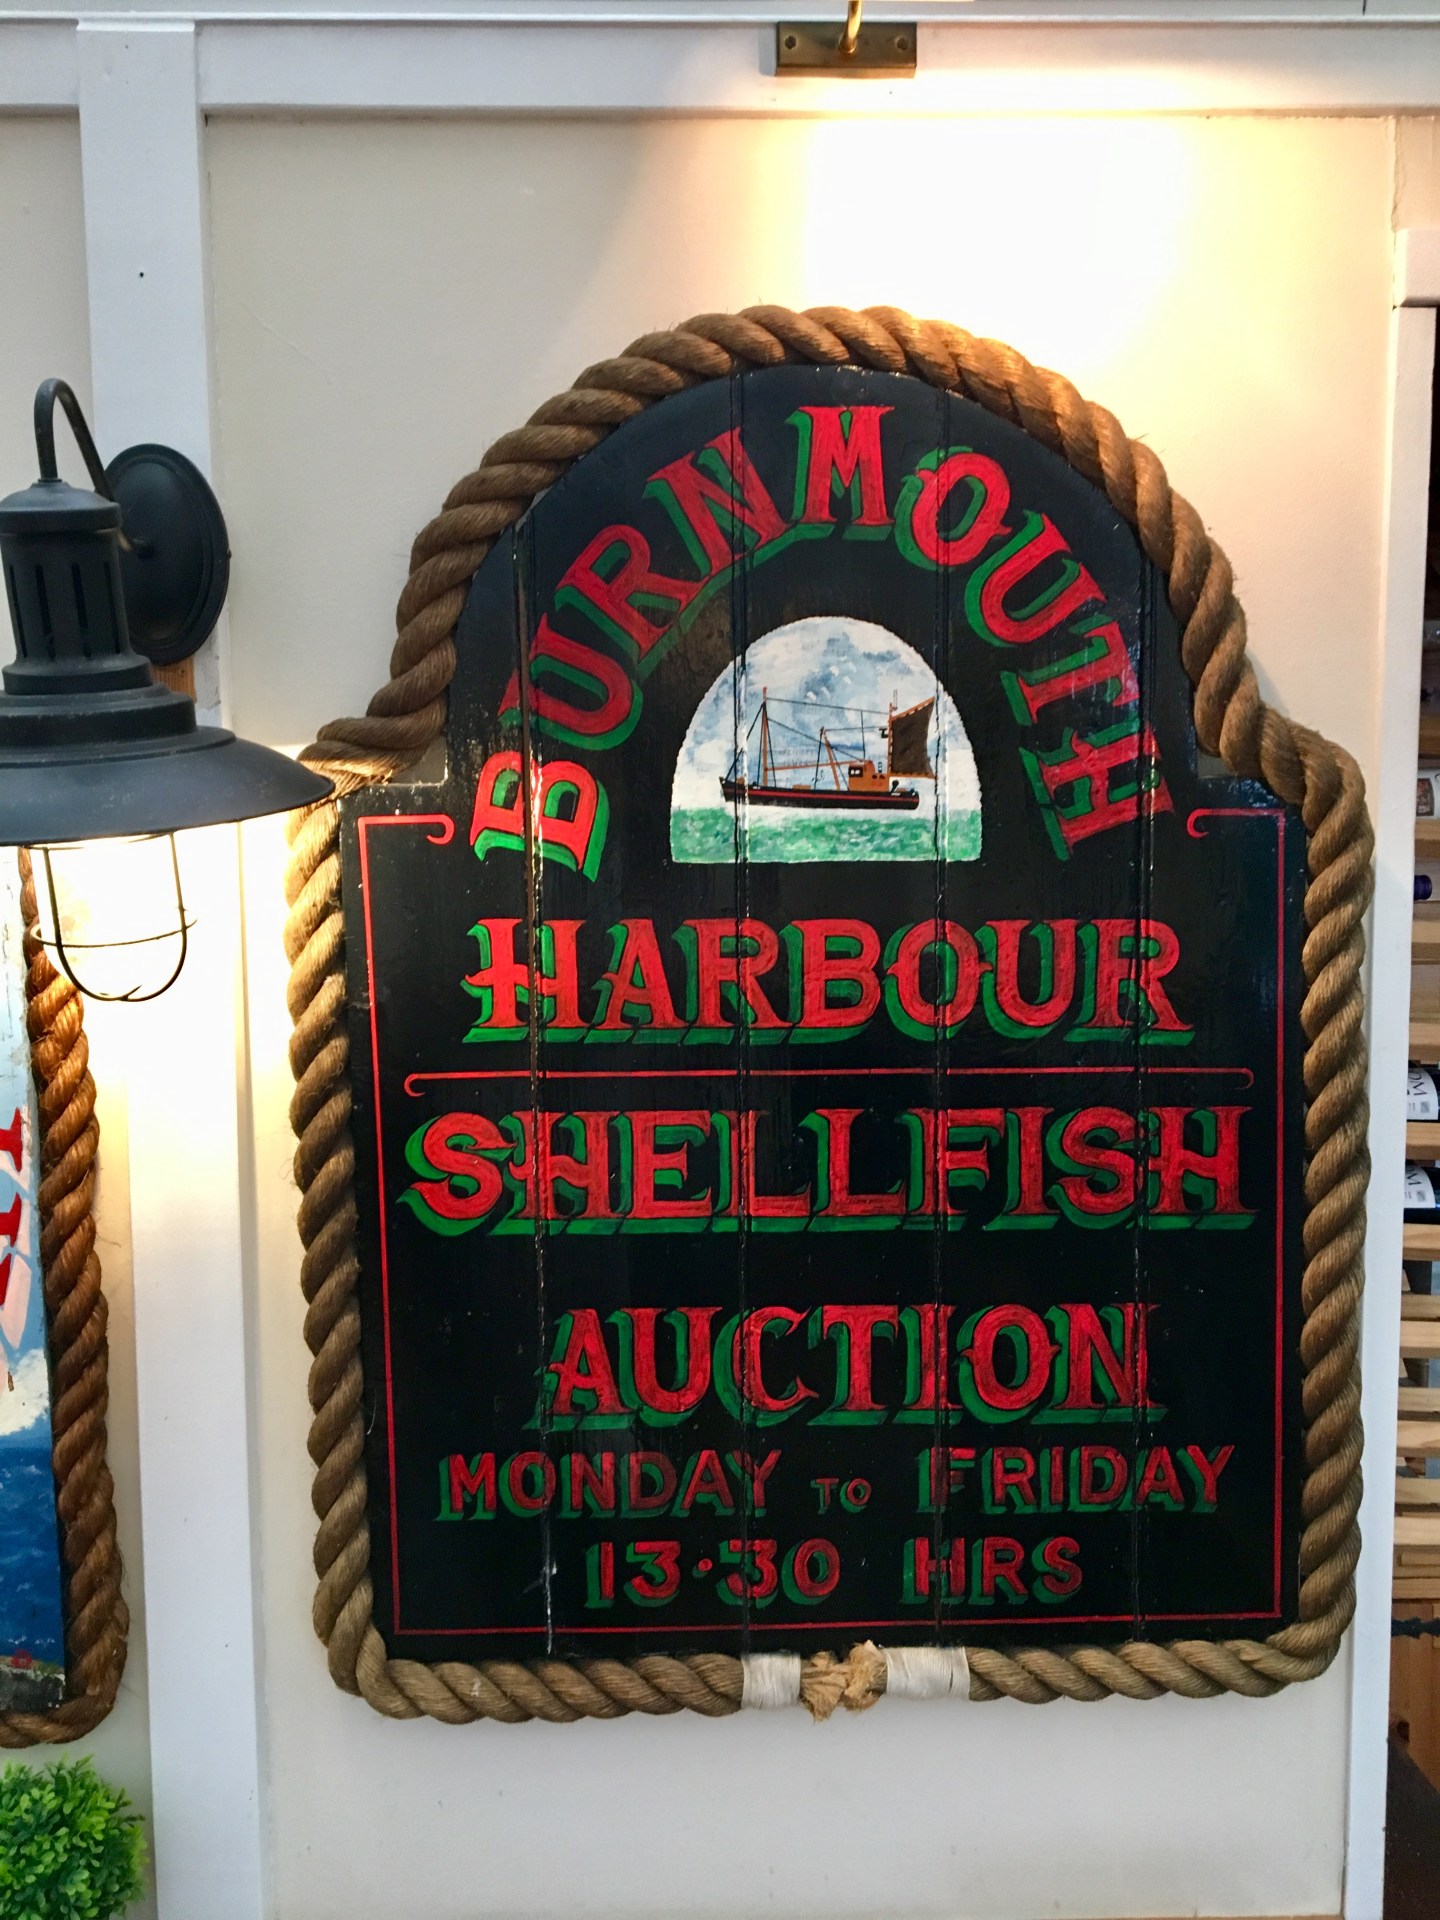 BURNMOUTH
HARBOUR
SHELLFISH
AUCTION
MONDAY TO FRIDAY
13·30 HRS